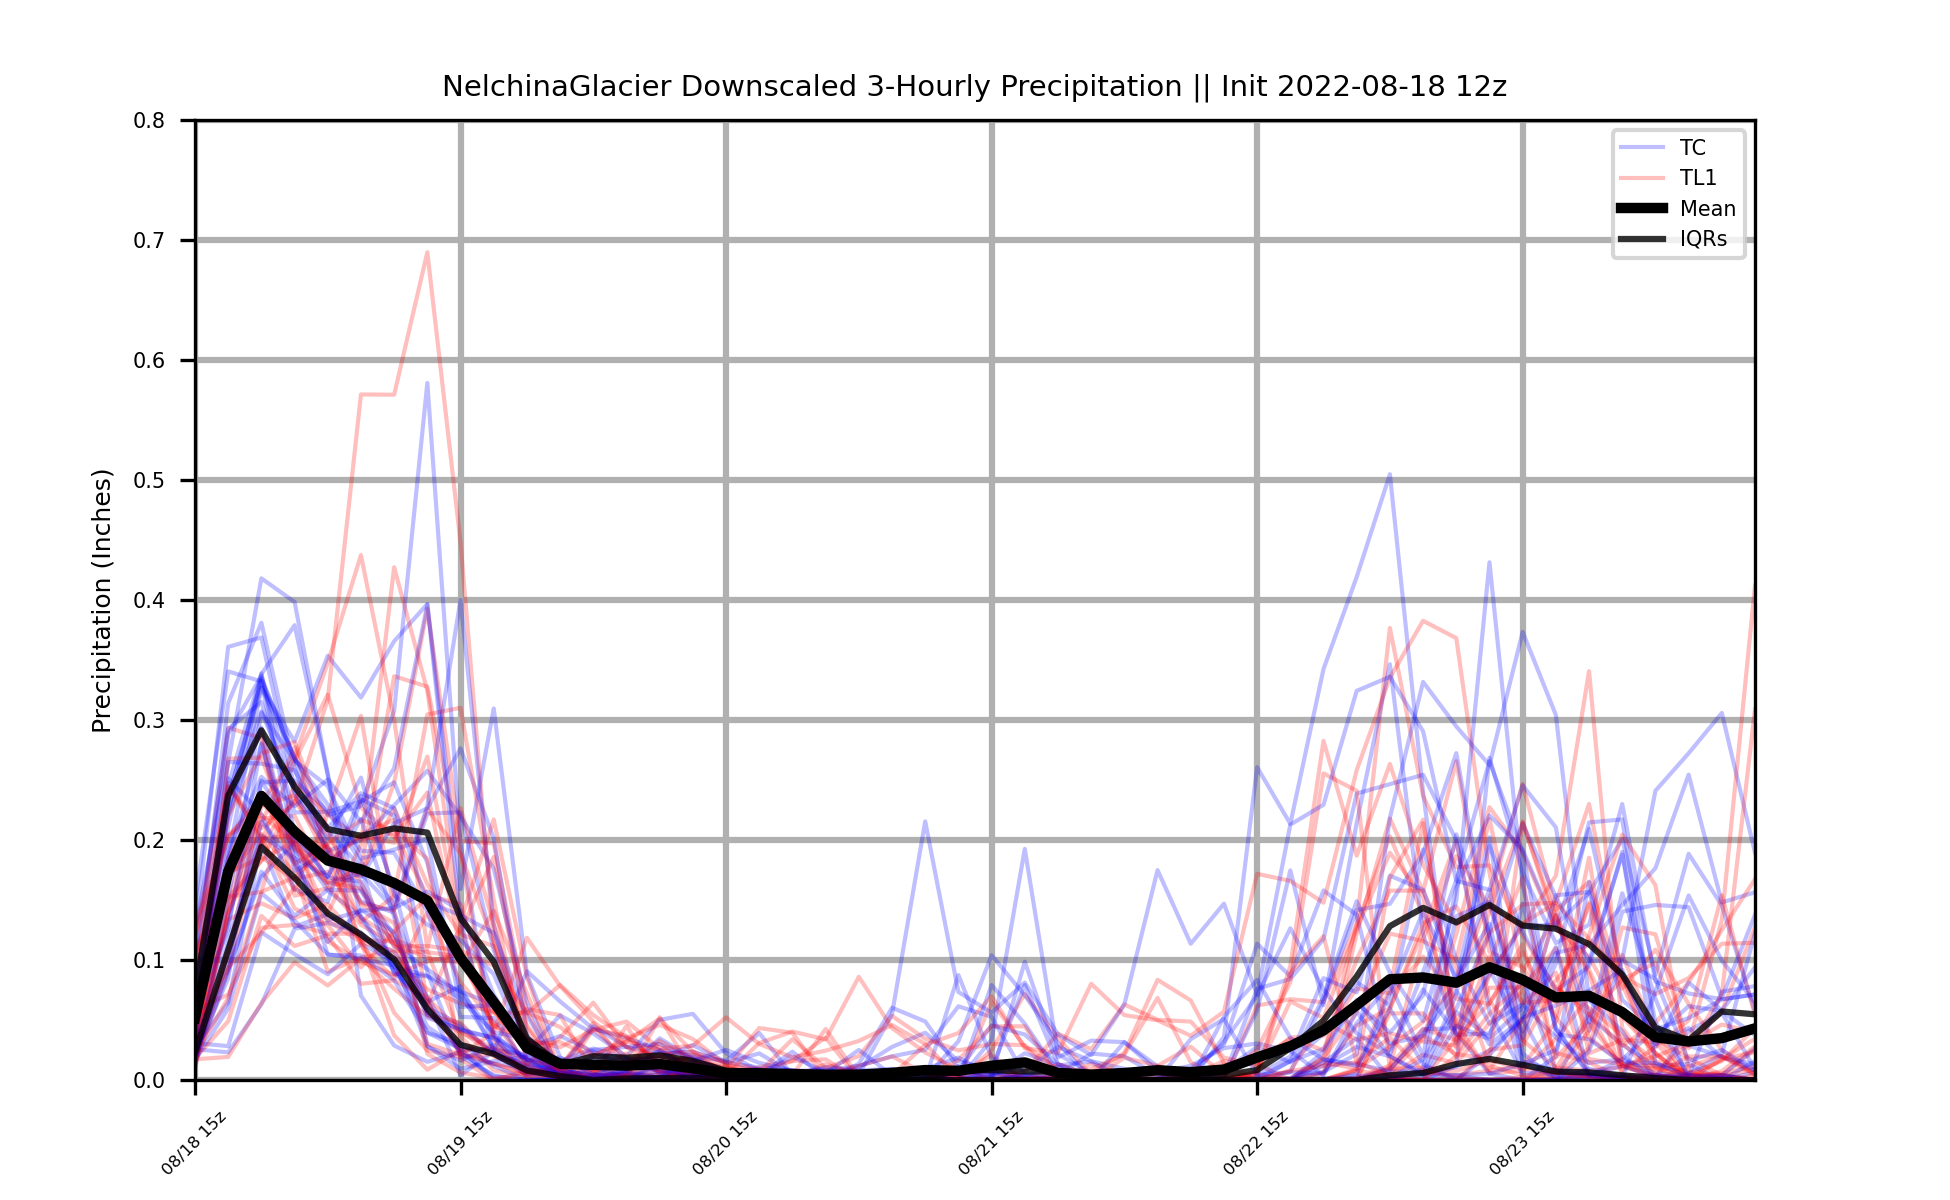 NelchinaGlacier Downscaled 3-Hourly Precipitation || Init 2022-08-18 12z
TC
TL1
Mean
IQRs
Precipitation (Inches)
0.8
0.7
0.6
0.5
0.4
0.3
0.2
0.1
0.0
08/18 15z
08/19 15z
08/20 15z
08/21 15z
08/22 15z
08/23 15z